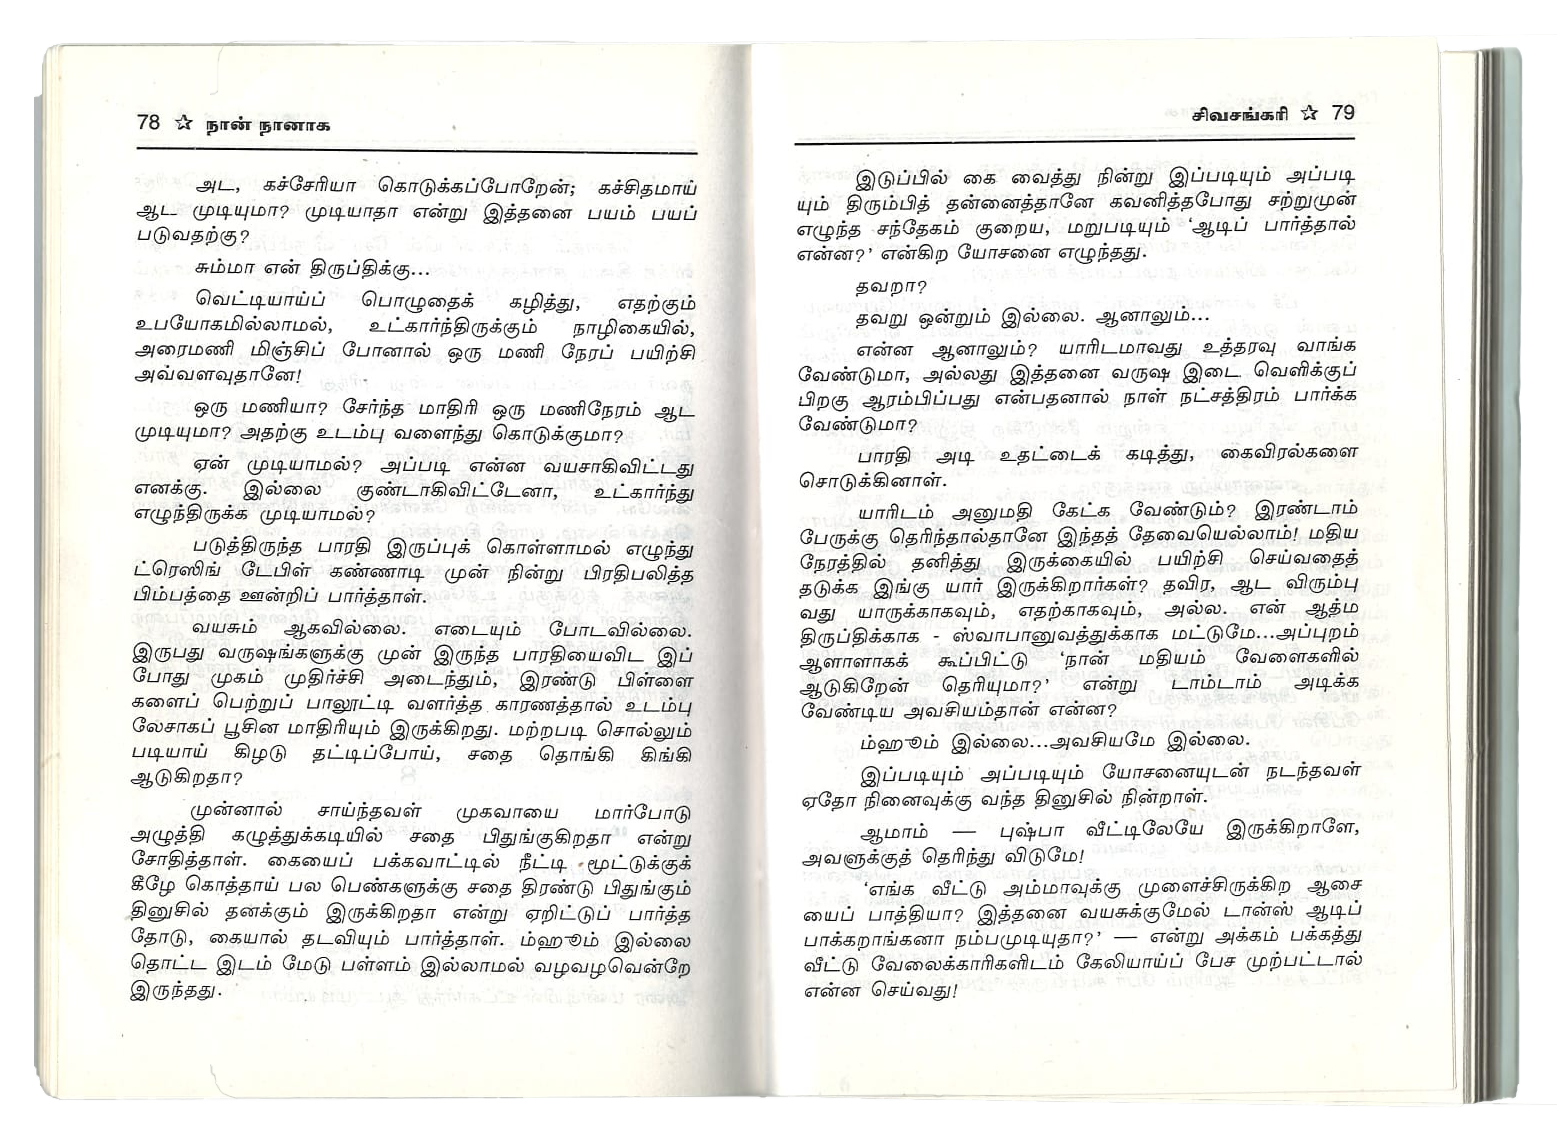 78 ☆ நான் நானாக
அட, கச்சேரியா கொடுக்கப்போறேன்; கச்சிதமாய்
ஆட முடியுமா? முடியாதா என்று இத்தனை பயம் பயப்
படுவதற்கு?
சும்மா என் திருப்திக்கு...
வெட்டியாய்ப் பொழுதைக் கழித்து, எதற்கும்
உபயோகமில்லாமல், உட்கார்ந்திருக்கும் நாழிகையில்,
அரைமணி மிஞ்சிப் போனால் ஒரு மணி நேரப் பயிற்சி
அவ்வளவுதானே!
ஒரு மணியா? சேர்ந்த மாதிரி ஒரு மணிநேரம் ஆட
முடியுமா? அதற்கு உடம்பு வளைந்து கொடுக்குமா?
ஏன் முடியாமல்? அப்படி என்ன வயசாகிவிட்டது
எனக்கு. இல்லை குண்டாகிவிட்டேனா, உட்கார்ந்து
எழுந்திருக்க முடியாமல்?
படுத்திருந்த பாரதி இருப்புக் கொள்ளாமல் எழுந்து
ட்ரெஸிங் டேபிள் கண்ணாடி முன் நின்று பிரதிபலித்த
பிம்பத்தை ஊன்றிப் பார்த்தாள்.
வயசும் ஆகவில்லை. எடையும் போடவில்லை.
இருபது வருஷங்களுக்கு முன் இருந்த பாரதியைவிட இப்
போது முகம் முதிர்ச்சி அடைந்தும், இரண்டு பிள்ளை
களைப் பெற்றுப் பாலூட்டி வளர்த்த காரணத்தால் உடம்பு
லேசாகப் பூசின மாதிரியும் இருக்கிறது. மற்றபடி சொல்லும்
படியாய் கிழடு தட்டிப்போய், சதை தொங்கி கிங்கி
ஆடுகிறதா?
முன்னால் சாய்ந்தவள் முகவாயை மார்போடு
அழுத்தி கழுத்துக்கடியில் சதை பிதுங்குகிறதா என்று
சோதித்தாள். கையைப் பக்கவாட்டில் நீட்டி மூட்டுக்குக்
கீழே கொத்தாய் பல பெண்களுக்கு சதை திரண்டு பிதுங்கும்
தினுசில் தனக்கும் இருக்கிறதா என்று ஏறிட்டுப் பார்த்த
தோடு, கையால் தடவியும் பார்த்தாள். ம்ஹூம் இல்லை
தொட்ட இடம் மேடு பள்ளம் இல்லாமல் வழவழவென்றே
இருந்தது.
சிவசங்கரி ☆ 79
இடுப்பில் கை வைத்து நின்று இப்படியும் அப்படி
யும் திரும்பித் தன்னைத்தானே கவனித்தபோது சற்றுமுன்
எழுந்த சந்தேகம் குறைய, மறுபடியும் 'ஆடிப் பார்த்தால்
என்ன?' என்கிற யோசனை எழுந்தது.
தவறா?
தவறு ஒன்றும் இல்லை. ஆனாலும்...
என்ன ஆனாலும்? யாரிடமாவது உத்தரவு வாங்க
வேண்டுமா, அல்லது இத்தனை வருஷ இடை வெளிக்குப்
பிறகு ஆரம்பிப்பது என்பதனால் நாள் நட்சத்திரம் பார்க்க
வேண்டுமா?
பாரதி அடி உதட்டைக் கடித்து, கைவிரல்களை
சொடுக்கினாள்.
யாரிடம் அனுமதி கேட்க வேண்டும்? இரண்டாம்
பேருக்கு தெரிந்தால்தானே இந்தத் தேவையெல்லாம்! மதிய
நேரத்தில் தனித்து இருக்கையில் பயிற்சி செய்வதைத்
தடுக்க இங்கு யார் இருக்கிறார்கள்? தவிர, ஆட விரும்பு
வது யாருக்காகவும், எதற்காகவும், அல்ல. என் ஆத்ம
திருப்திக்காக - ஸ்வாபானுவத்துக்காக மட்டுமே...அப்புறம்
ஆளாளாகக் கூப்பிட்டு 'நான் மதியம் வேளைகளில்
ஆடுகிறேன் தெரியுமா?' என்று டாம்டாம் அடிக்க
வேண்டிய அவசியம்தான் என்ன?
ம்ஹூம் இல்லை...அவசியமே இல்லை.
இப்படியும் அப்படியும் யோசனையுடன் நடந்தவள்
ஏதோ நினைவுக்கு வந்த தினுசில் நின்றாள்.
ஆமாம் — புஷ்பா வீட்டிலேயே இருக்கிறாளே,
அவளுக்குத் தெரிந்து விடுமே!
'எங்க வீட்டு அம்மாவுக்கு முளைச்சிருக்கிற ஆசை
யைப் பாத்தியா? இத்தனை வயசுக்குமேல் டான்ஸ் ஆடிப்
பாக்கறாங்கனா நம்பமுடியுதா?' — என்று அக்கம் பக்கத்து
வீட்டு வேலைக்காரிகளிடம் கேலியாய்ப் பேச முற்பட்டால்
என்ன செய்வது!